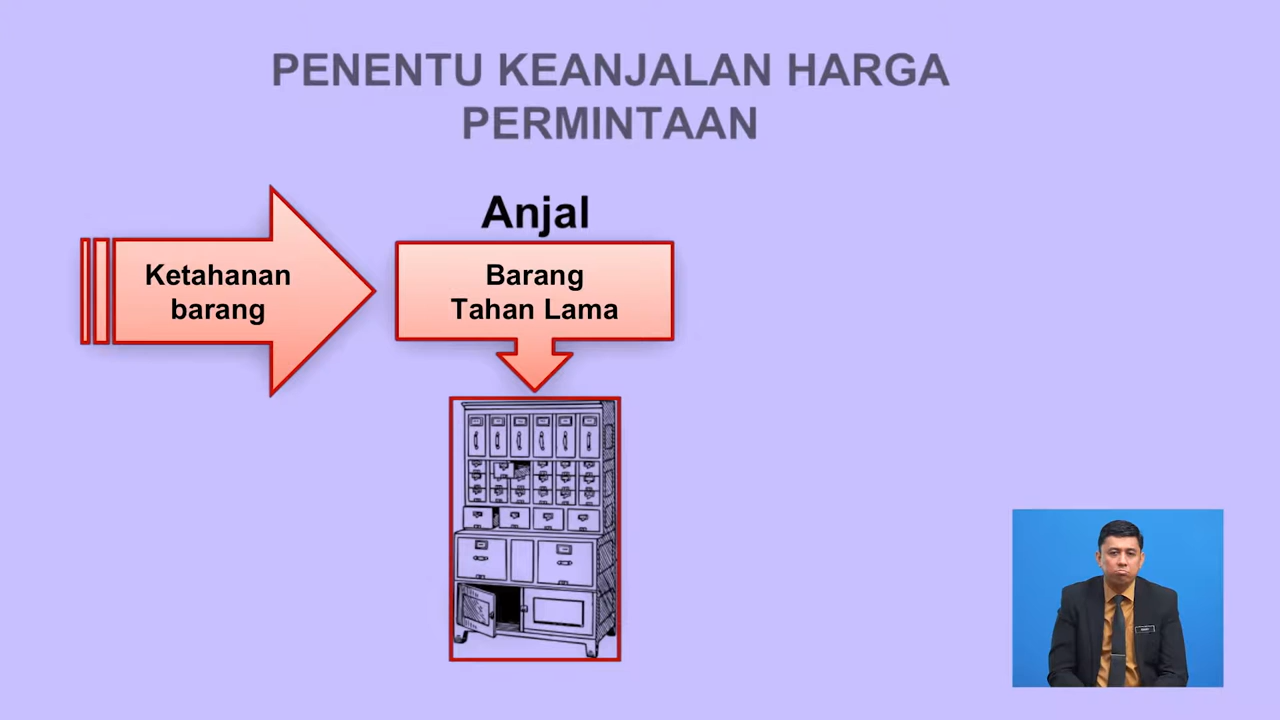 PENENTU KEANJALAN HARGA
PERMINTAAN
Anjal
Ketahanan
barang
Barang
Tahan Lama